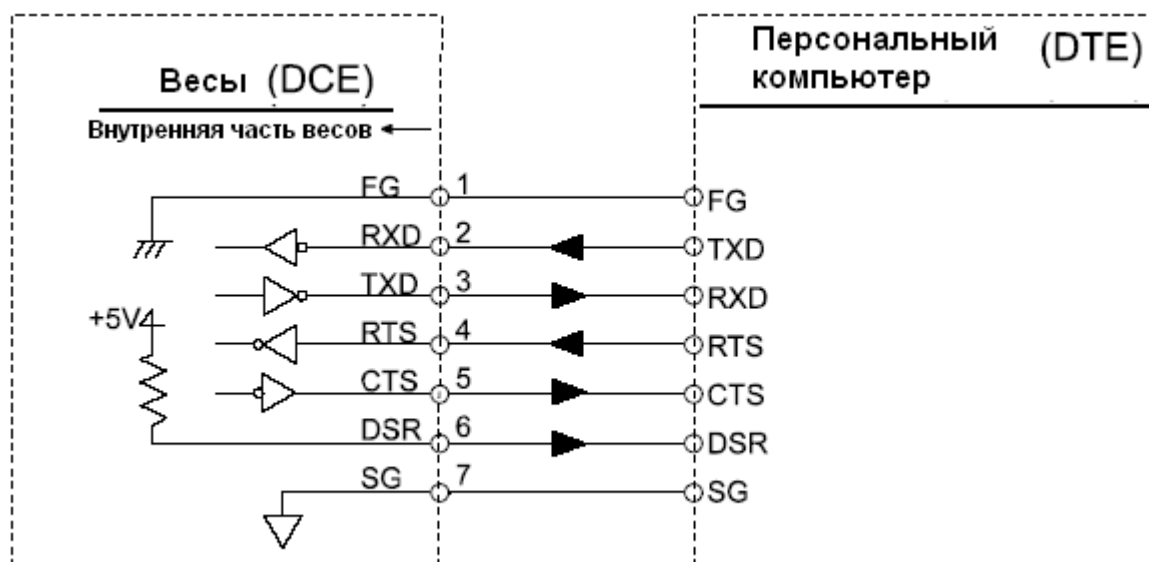 Весы (DCE)
Внутренняя часть весов
Персональный компьютер (DTE)
FG 1 FG
RXD 2 TXD
TXD 3 RXD
+5V
RTS 4 RTS
CTS 5 CTS
DSR 6 DSR
SG 7 SG